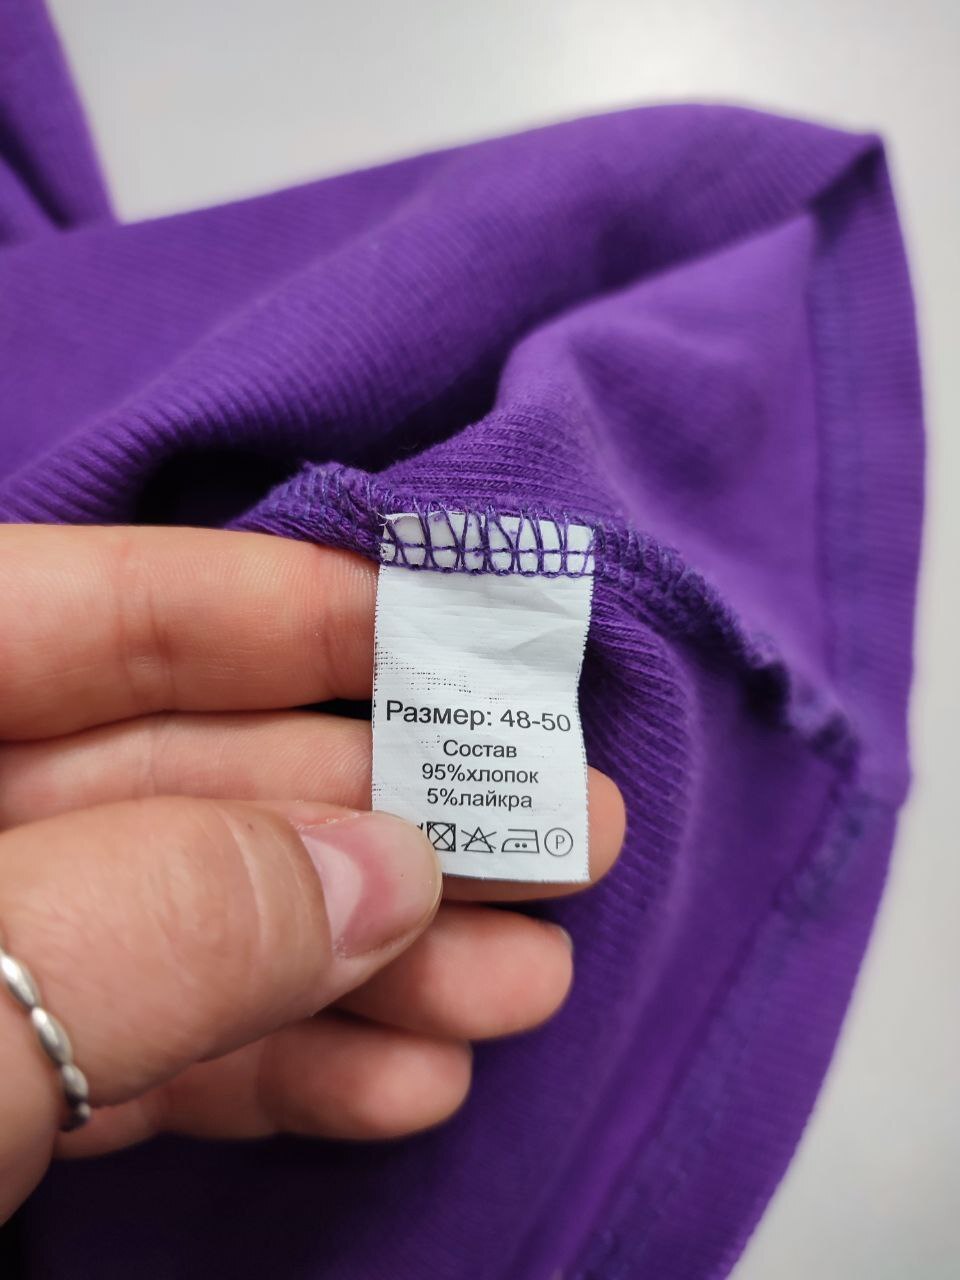 Размер: 48-50
Состав
95%хлопок
5%лайкра
P